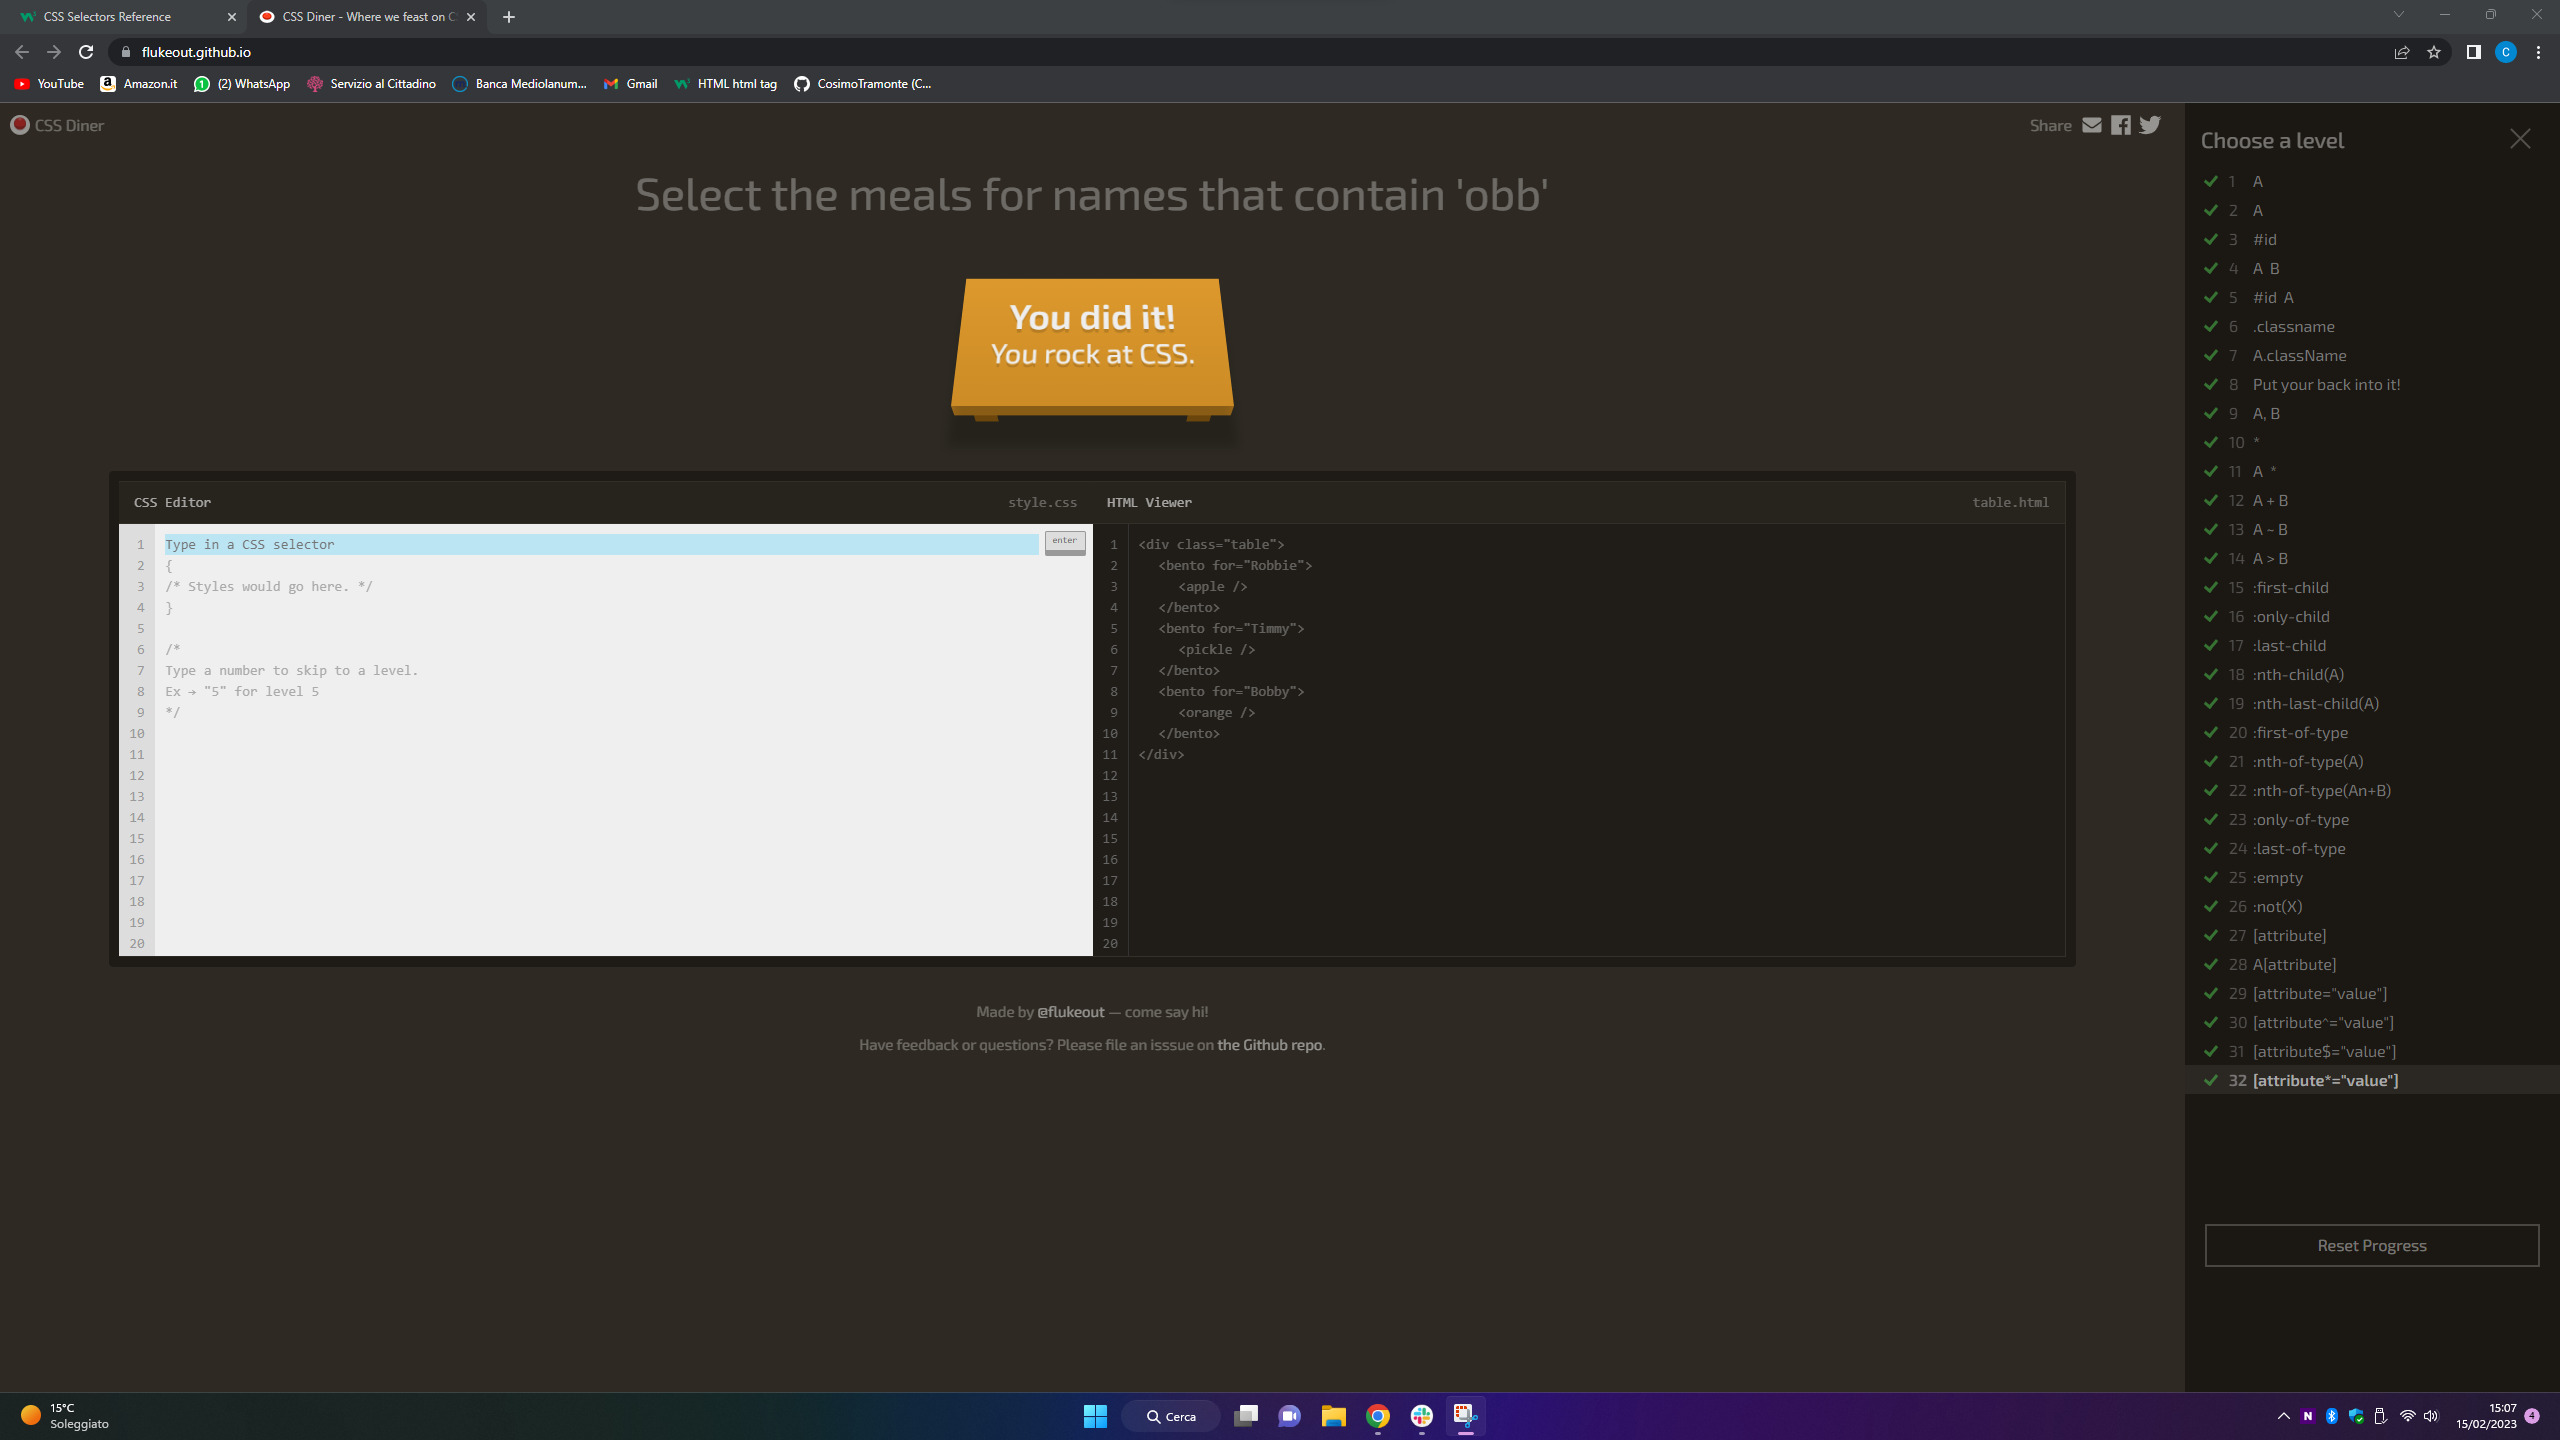 CSS Selectors Reference
CSS Diner - Where we feast on C
flukeout.github.io
C
YouTube
Amazon.it
(2) WhatsApp
Servizio al Cittadino
Banca Mediolanum...
Gmail
HTML html tag
CosimoTramonte (C...
CSS Diner
Share
Select the meals for names that contain 'obb'
You did it!
You rock at CSS.
CSS Editor
style.css
1 Type in a CSS selector
enter
2 {
3 /* Styles would go here. */
4 }
5
6 /*
7 Type a number to skip to a level.
8 Ex → "5" for level 5
9 */
10
11
12
13
14
15
16
17
18
19
20
HTML Viewer
table.html
1 <div class="table">
2 <bento for="Robbie">
3 <apple />
4 </bento>
5 <bento for="Timmy">
6 <pickle />
7 </bento>
8 <bento for="Bobby">
9 <orange />
10 </bento>
11 </div>
12
13
14
15
16
17
18
19
20
Made by @flukeout — come say hi!
Have feedback or questions? Please file an isssue on the Github repo.
Choose a level
1 A
2 A
3 #id
4 A B
5 #id A
6 .classname
7 A.className
8 Put your back into it!
9 A, B
10 *
11 A *
12 A + B
13 A ~ B
14 A > B
15 :first-child
16 :only-child
17 :last-child
18 :nth-child(A)
19 :nth-last-child(A)
20 :first-of-type
21 :nth-of-type(A)
22 :nth-of-type(An+B)
23 :only-of-type
24 :last-of-type
25 :empty
26 :not(X)
27 [attribute]
28 A[attribute]
29 [attribute="value"]
30 [attribute^="value"]
31 [attribute$="value"]
32 [attribute*="value"]
Reset Progress
15°C
Soleggiato
Cerca
N
15:07
15/02/2023
4